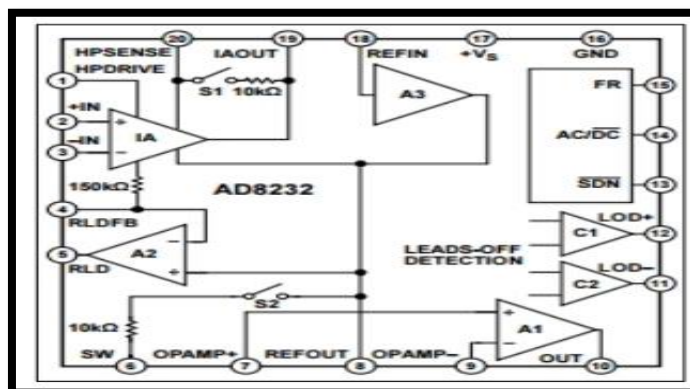 20 19 18 17 16
HPSENSE IAOUT REFIN +VS GND
HPDRIVE
1
S1 10kΩ
A3
FR 15
+IN
2
+ IA
-IN
3
-
AC/DC 14
150kΩ
AD8232
SDN 13
4
RLDFB
LOD+
C1 12
5
RLD
- A2 +
LEADS-OFF
DETECTION
LOD–
C2 11
S2
10kΩ
+ A1 –
SW OPAMP+ REFOUT OPAMP– OUT
6 7 8 9 10